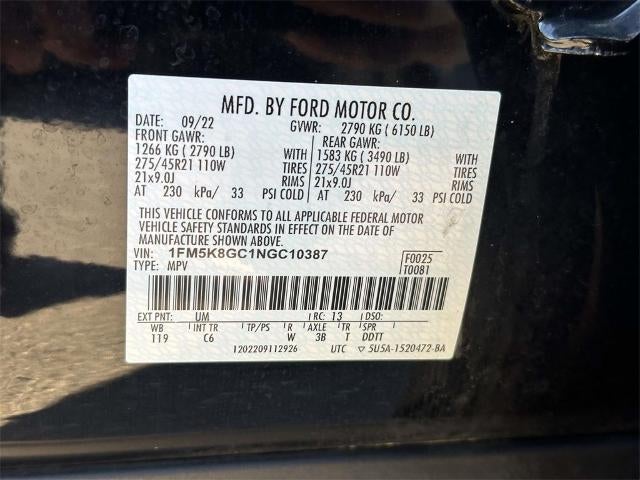 MFD. BY FORD MOTOR CO.
DATE: 09/22 GVWR: 2790 KG ( 6150 LB)
FRONT GAWR: REAR GAWR:
1266 KG ( 2790 LB) WITH 1583 KG ( 3490 LB) WITH
275/45R21 110W TIRES 275/45R21 110W TIRES
21x9.0J RIMS 21x9.0J RIMS
AT 230 kPa/ 33 PSI COLD AT 230 kPa/ 33 PSI COLD
THIS VEHICLE CONFORMS TO ALL APPLICABLE FEDERAL MOTOR
VEHICLE SAFETY STANDARDS IN EFFECT ON THE DATE OF
MANUFACTURE SHOWN ABOVE.
VIN: 1FM5K8GC1NGC10387 F0025
TYPE: MPV T0081
EXT PNT: UM RC: 13 DSO:
WB INT TR TP/PS R AXLE TR SPR
119 C6 W 3B T DDTT
1202209112926 UTC ▽ 5U5A-1520472-BA